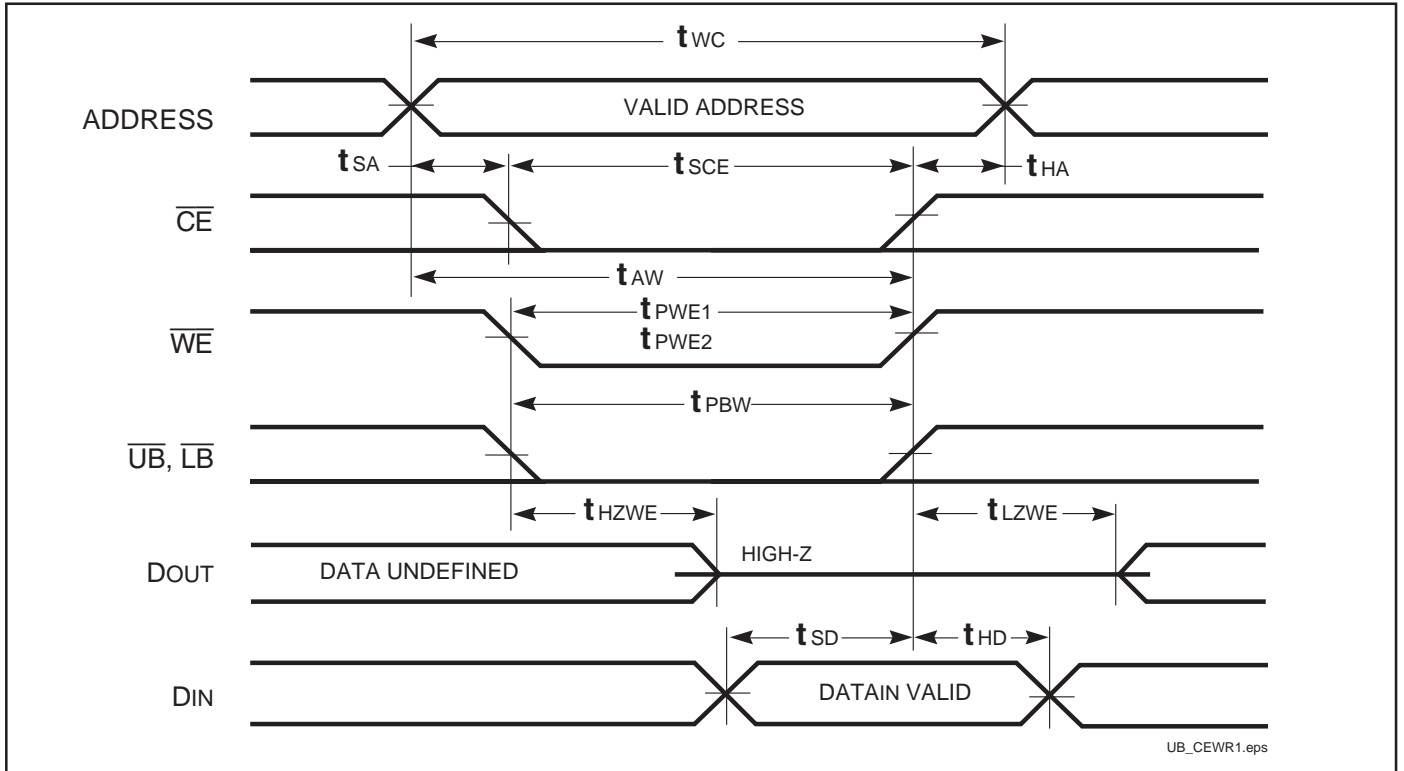 tWC
ADDRESS
VALID ADDRESS
tSA
tSCE
tHA
CE
tAW
tPWE1
tPWE2
WE
tPBW
UB, LB
tHZWE
tLZWE
DOUT
DATA UNDEFINED
HIGH-Z
tSD
tHD
DIN
DATAIN VALID
UB_CEWR1.eps